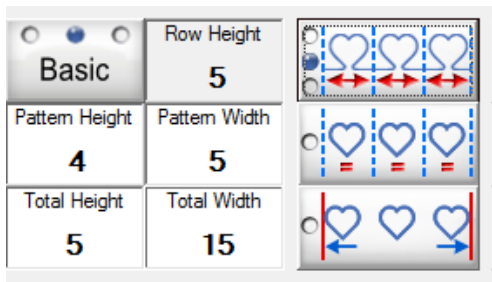 Basic
Row Height
5
Pattern Height
4
Pattern Width
5
Total Height
5
Total Width
15